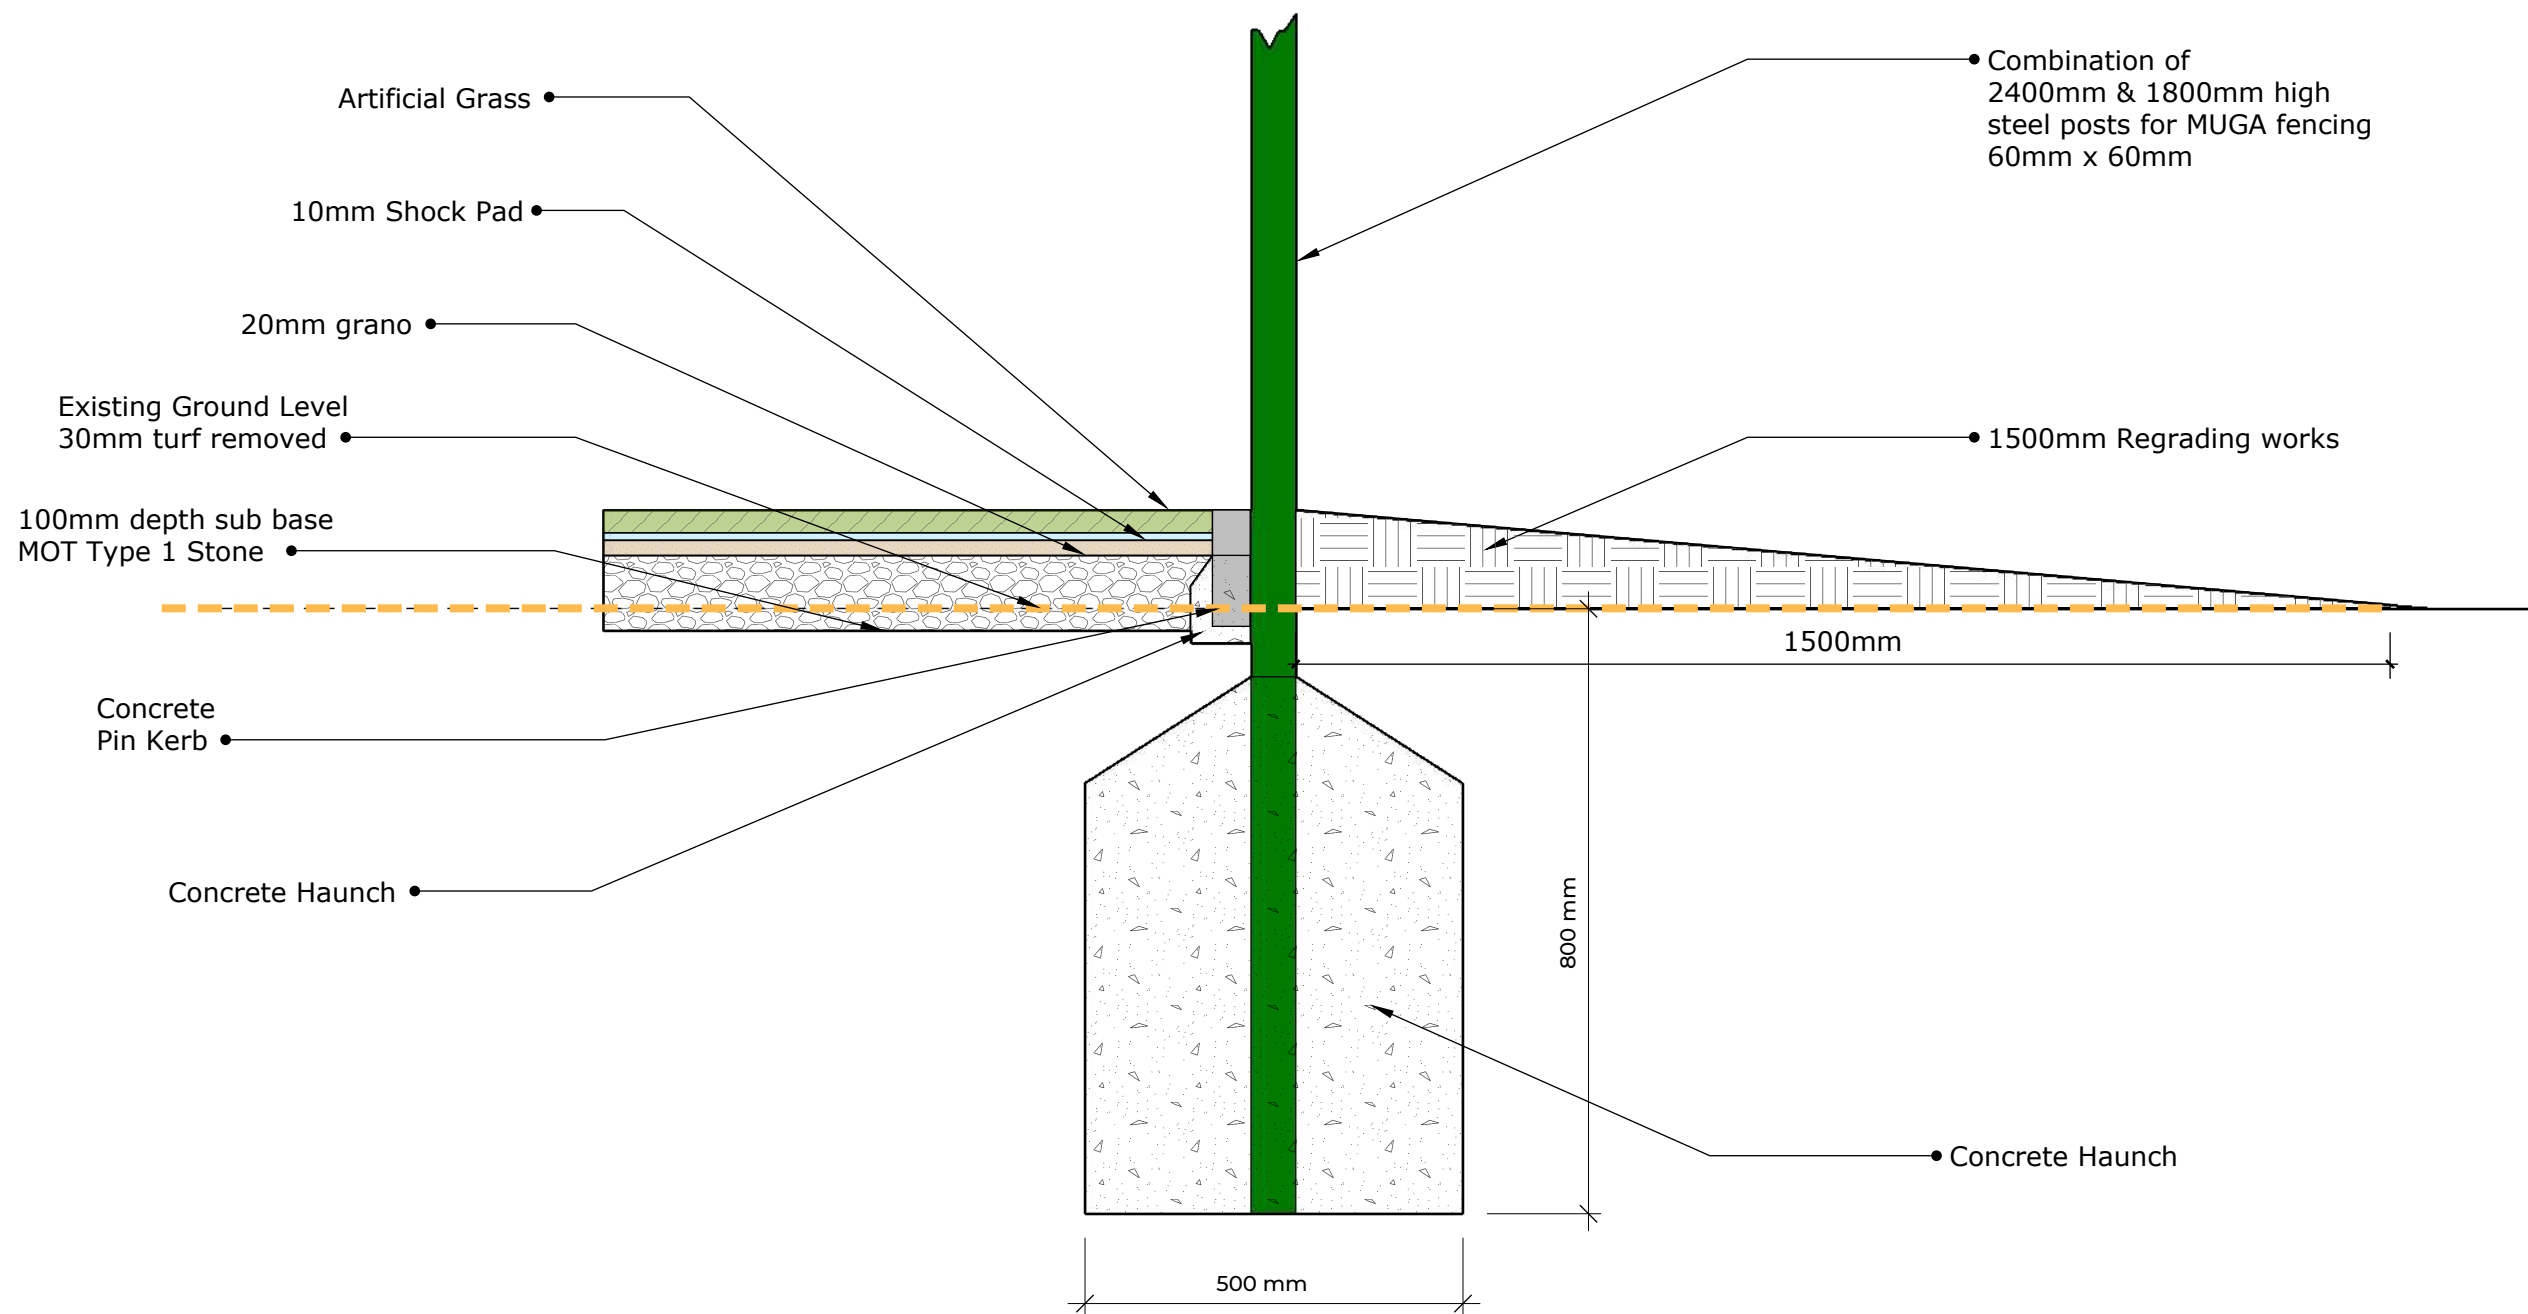 Combination of
2400mm & 1800mm high
steel posts for MUGA fencing
60mm x 60mm
Artificial Grass
10mm Shock Pad
20mm grano
Existing Ground Level
30mm turf removed
1500mm Regrading works
100mm depth sub base
MOT Type 1 Stone
1500mm
Concrete
Pin Kerb
Concrete Haunch
800 mm
Concrete Haunch
500 mm